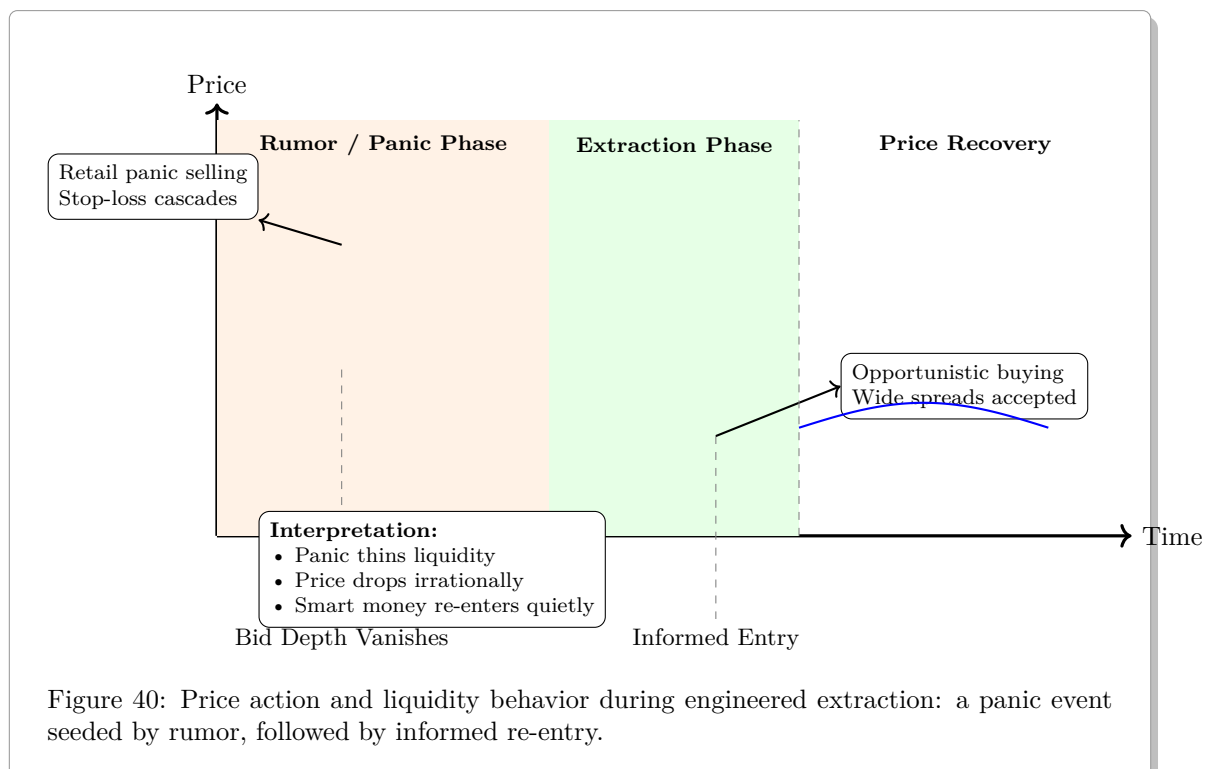 Price
Rumor / Panic Phase
Extraction Phase
Price Recovery
Retail panic selling
Stop-loss cascades
Opportunistic buying
Wide spreads accepted
Time
Interpretation:
• Panic thins liquidity
• Price drops irrationally
• Smart money re-enters quietly
Bid Depth Vanishes
Informed Entry
Figure 40: Price action and liquidity behavior during engineered extraction: a panic event
seeded by rumor, followed by informed re-entry.